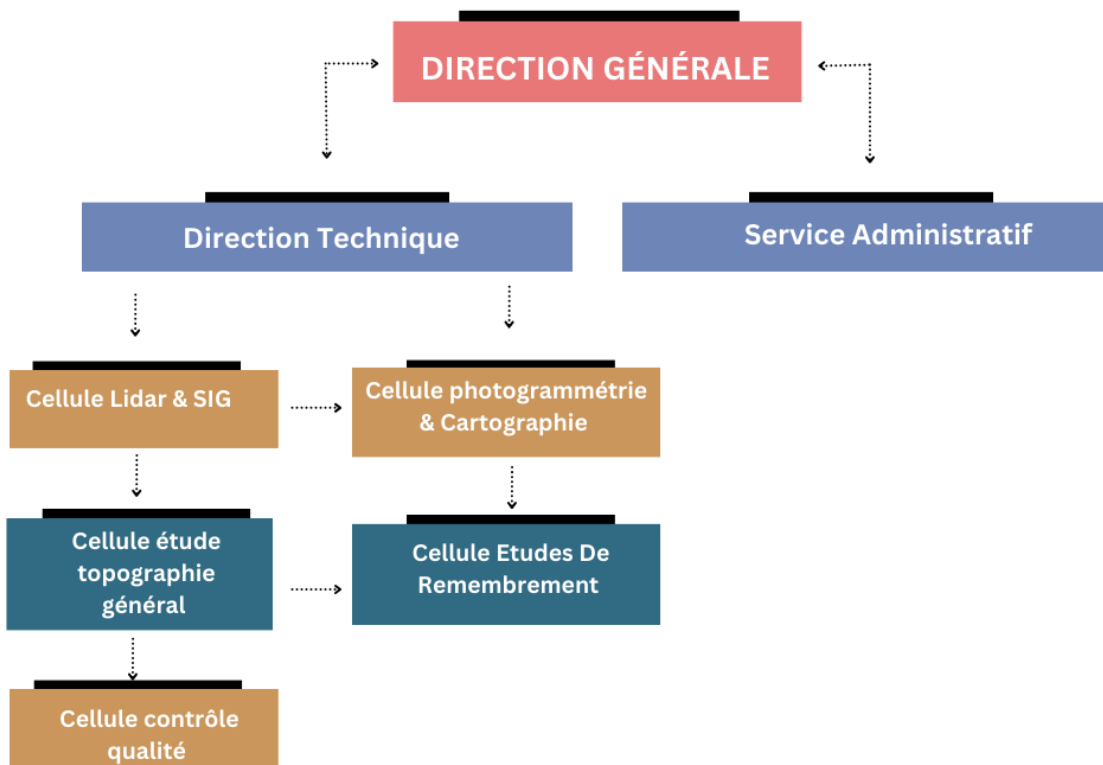 DIRECTION GÉNÉRALE
Direction Technique
Service Administratif
Cellule Lidar & SIG
Cellule photogrammétrie
& Cartographie
Cellule étude
topographie
général
Cellule Etudes De
Remembrement
Cellule contrôle
qualité